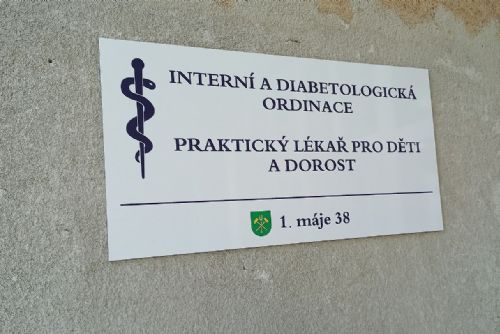 INTERNÍ A DIABETOLOGICKÁ
ORDINACE
PRAKTICKÝ LÉKAŘ PRO DĚTI
A DOROST
1. máje 38